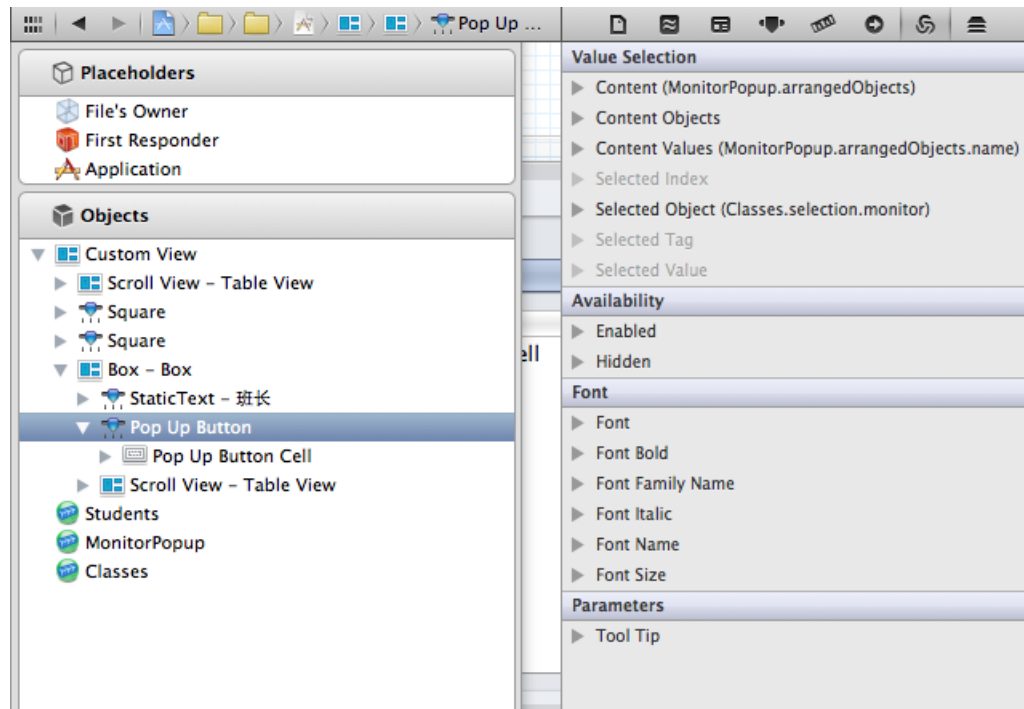 Pop Up ...
Placeholders
File's Owner
First Responder
Application
Objects
Custom View
Scroll View - Table View
Square
Square
Box - Box
StaticText - 班长
Pop Up Button
Pop Up Button Cell
Scroll View - Table View
Students
MonitorPopup
Classes
ell
Value Selection
Content (MonitorPopup.arrangedObjects)
Content Objects
Content Values (MonitorPopup.arrangedObjects.name)
Selected Index
Selected Object (Classes.selection.monitor)
Selected Tag
Selected Value
Availability
Enabled
Hidden
Font
Font
Font Bold
Font Family Name
Font Italic
Font Name
Font Size
Parameters
Tool Tip